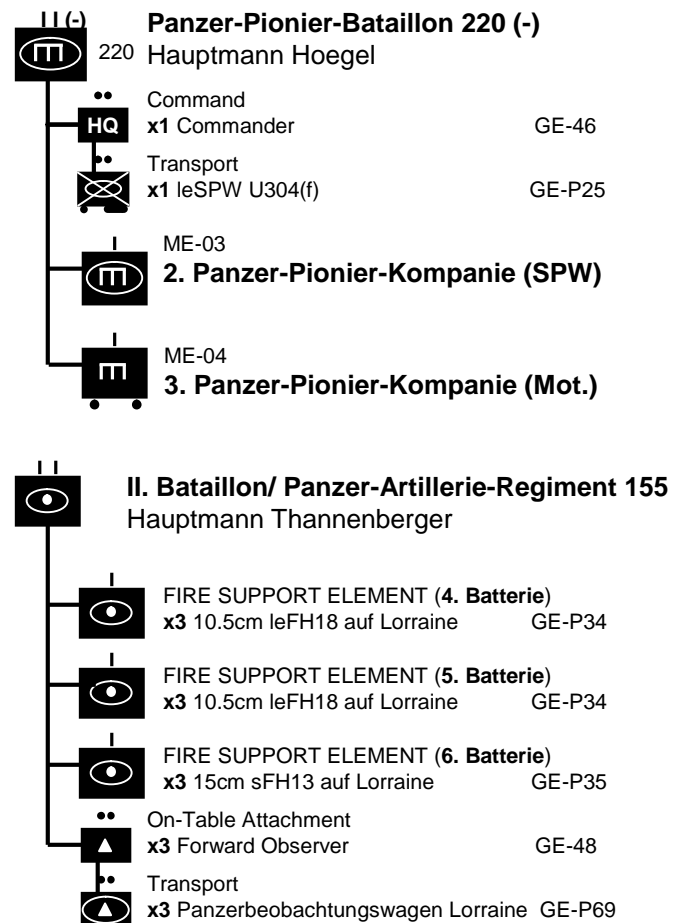 I I (-)
Panzer-Pionier-Bataillon 220 (-)
220 Hauptmann Hoegel
Command
HQ x1 Commander GE-46
Transport
x1 leSPW U304(f) GE-P25
I ME-03
2. Panzer-Pionier-Kompanie (SPW)
I ME-04
3. Panzer-Pionier-Kompanie (Mot.)
I I
II. Bataillon/ Panzer-Artillerie-Regiment 155
Hauptmann Thannenberger
I
FIRE SUPPORT ELEMENT (4. Batterie)
x3 10.5cm leFH18 auf Lorraine GE-P34
I
FIRE SUPPORT ELEMENT (5. Batterie)
x3 10.5cm leFH18 auf Lorraine GE-P34
I
FIRE SUPPORT ELEMENT (6. Batterie)
x3 15cm sFH13 auf Lorraine GE-P35
On-Table Attachment
x3 Forward Observer GE-48
Transport
x3 Panzerbeobachtungswagen Lorraine GE-P69